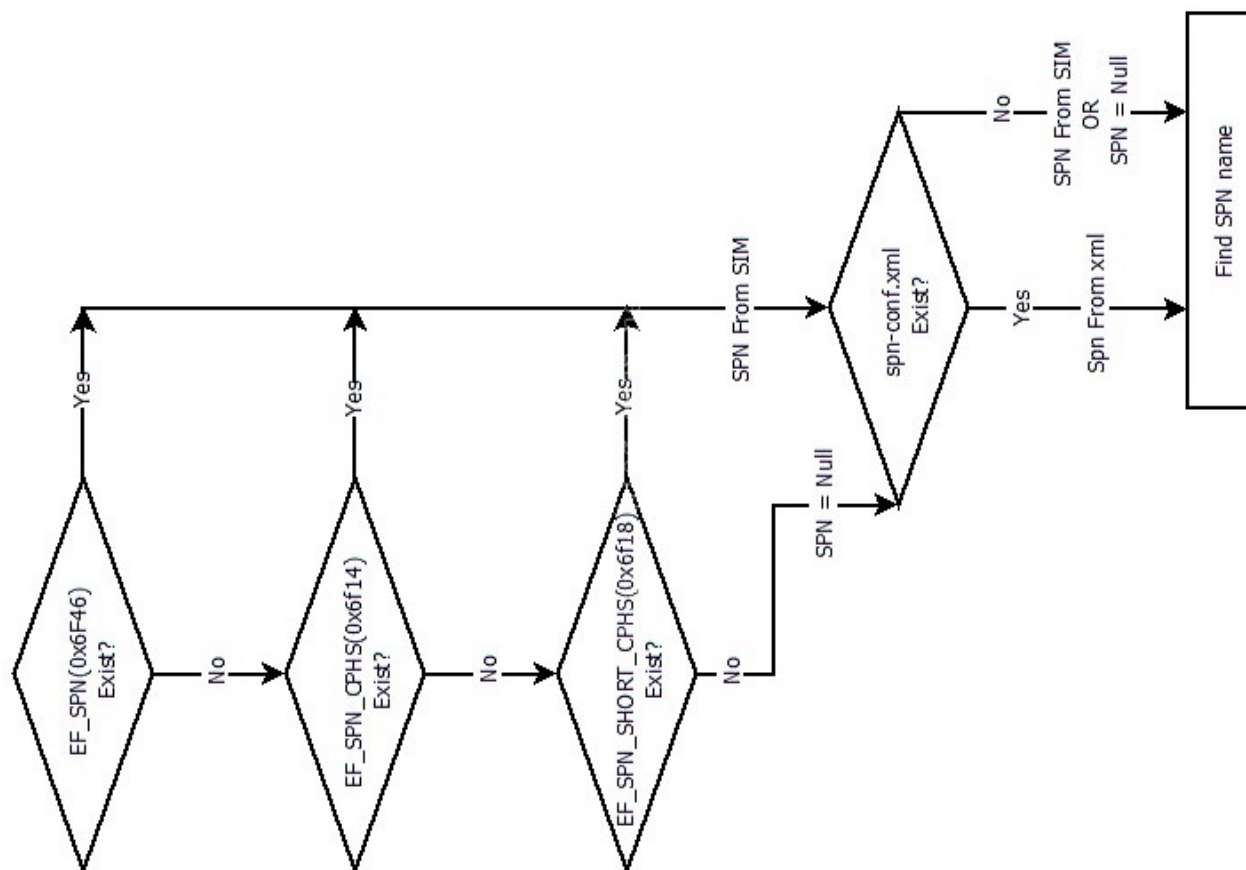 EF_SPN(0x6F46)
Exist?
Yes
No
EF_SPN_CPHS(0x6f14)
Exist?
Yes
No
EF_SPN_SHORT_CPHS(0x6f18)
Exist?
Yes
No
SPN = Null
SPN From SIM
spn-conf.xml
Exist?
Yes
Spn From xml
No
SPN From SIM
OR
SPN = Null
Find SPN name